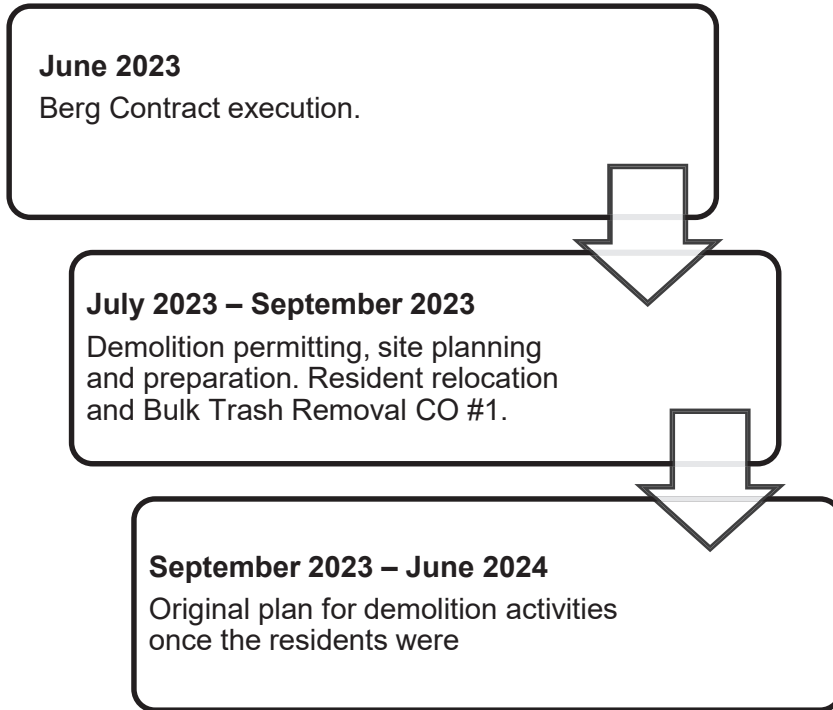 June 2023
Berg Contract execution.
July 2023 – September 2023
Demolition permitting, site planning
and preparation. Resident relocation
and Bulk Trash Removal CO #1.
September 2023 – June 2024
Original plan for demolition activities
once the residents were